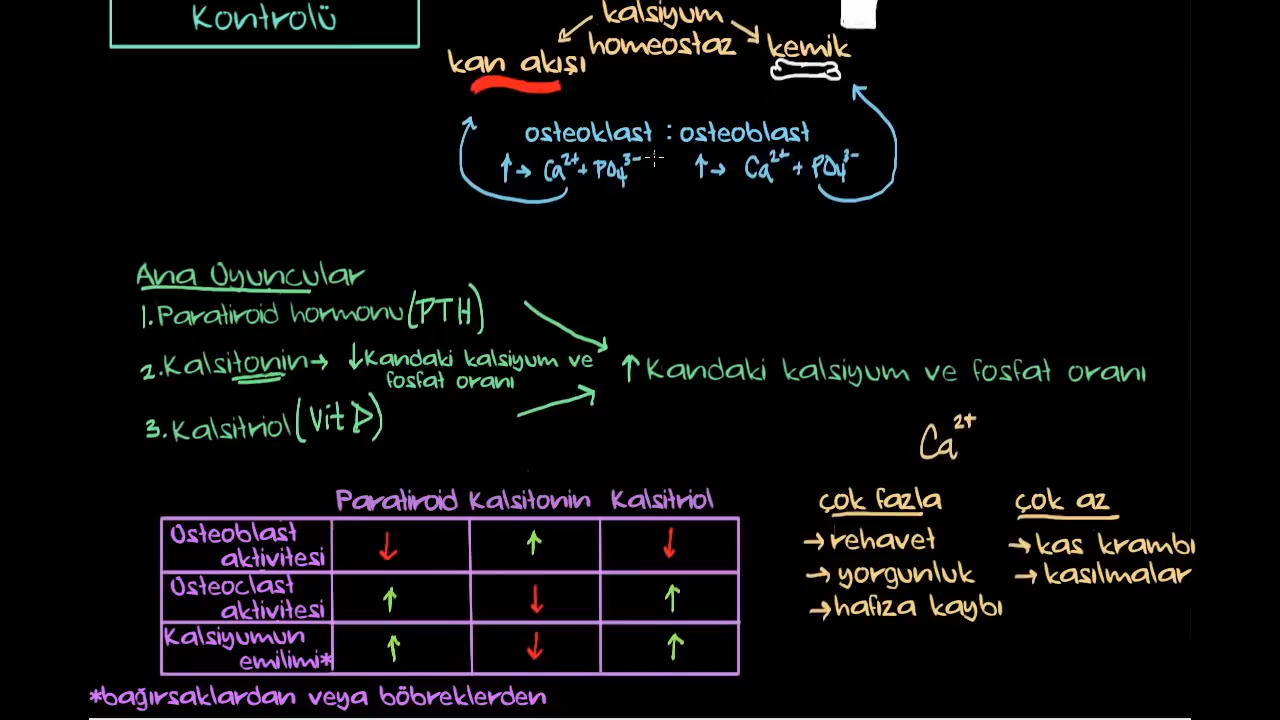 Kontrolü
kalsiyum
homeostaz
kan akışı
kemik
osteoklast : osteoblast
↑→ Ca²⁺ + PO₄³⁻ ↑→ Ca²⁺ + PO₄³⁻
Ana Oyuncular
1. Paratiroid hormonu (PTH)
2. Kalsitonin → ↓ Kandaki kalsiyum ve
fosfat oranı
↑ Kandaki kalsiyum ve fosfat oranı
3. Kalsitriol (Vit D)
Ca²⁺
çok fazla
→ rehavet
→ yorgunluk
→ hafıza kaybı
çok az
→ kas krambı
→ kasılmalar
Paratiroid Kalsitonin Kalsitriol
Osteoblast
aktivitesi ↓ ↑ ↓
Osteoclast
aktivitesi ↑ ↓ ↑
Kalsiyumun
emilimi* ↑ ↓ ↑
*bağırsaklardan veya böbreklerden